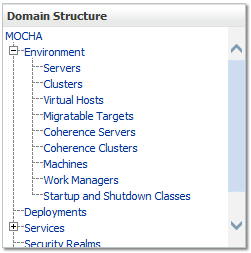 Domain Structure
MOCHA
Environment
Servers
Clusters
Virtual Hosts
Migratable Targets
Coherence Servers
Coherence Clusters
Machines
Work Managers
Startup and Shutdown Classes
Deployments
Services
Security Realms